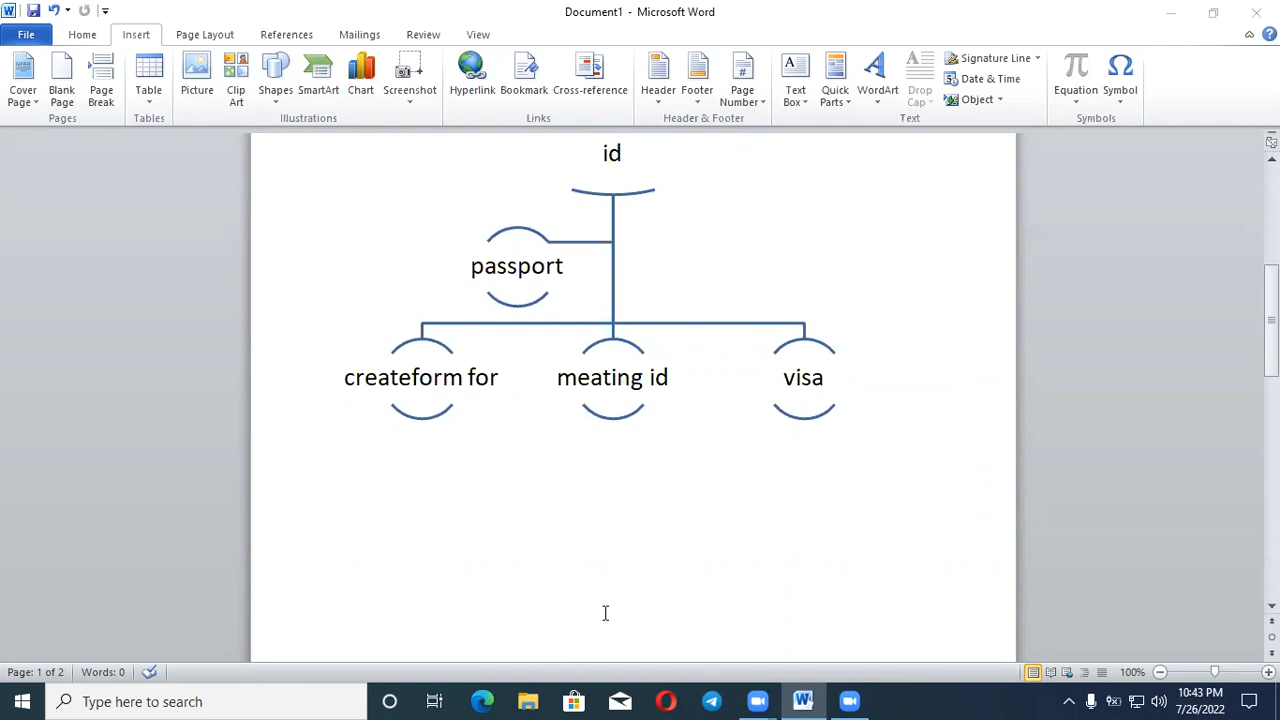 Document1 - Microsoft Word
File Home Insert Page Layout References Mailings Review View
Cover Page
Blank Page
Page Break
Table
Picture
Clip Art
Shapes
SmartArt
Chart
Screenshot
Hyperlink
Bookmark
Cross-reference
Header
Footer
Page Number
Text Box
Quick Parts
WordArt
Drop Cap
Signature Line
Date & Time
Object
Equation
Symbol
Pages Tables Illustrations Links Header & Footer Text Symbols
id
passport
createform for meating id visa
Page: 1 of 2 Words: 0 100%
Type here to search
10:43 PM
7/26/2022